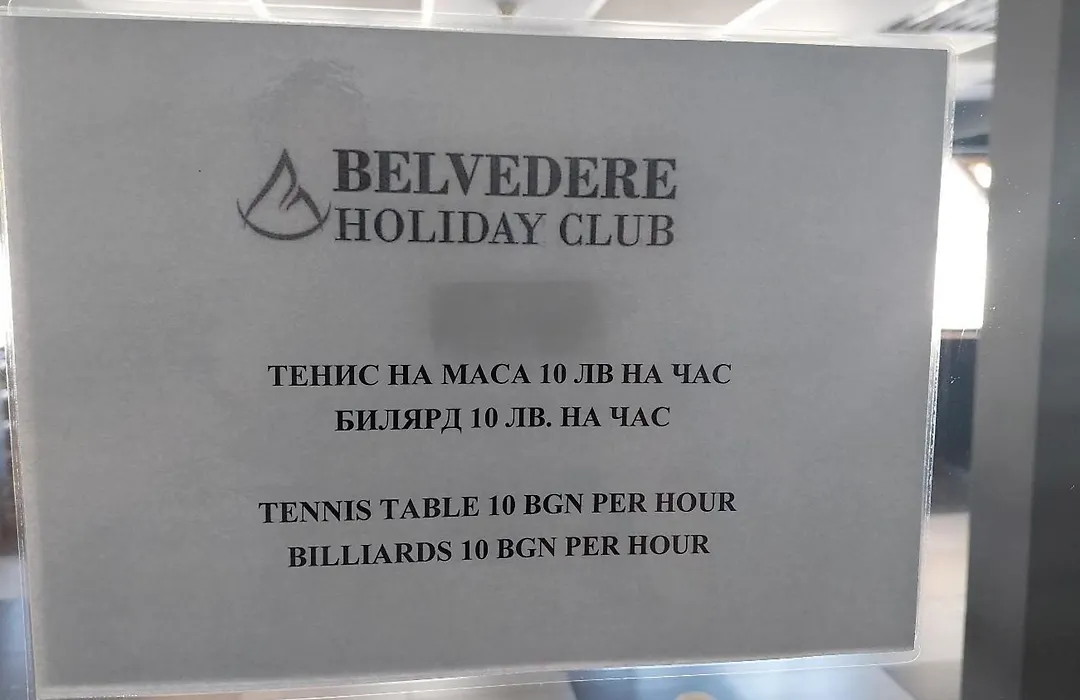 BELVEDERE
HOLIDAY CLUB
ТЕНИС НА МАСА 10 ЛВ НА ЧАС
БИЛЯРД 10 ЛВ. НА ЧАС
TENNIS TABLE 10 BGN PER HOUR
BILLIARDS 10 BGN PER HOUR